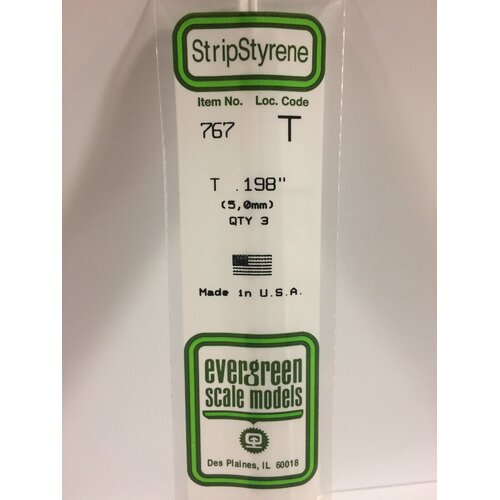 StripStyrene
Item No. Loc. Code
767 T
T .198"
(5,0mm)
QTY 3
Made in U.S.A.
evergreen
scale models
Des Plaines, IL 60018